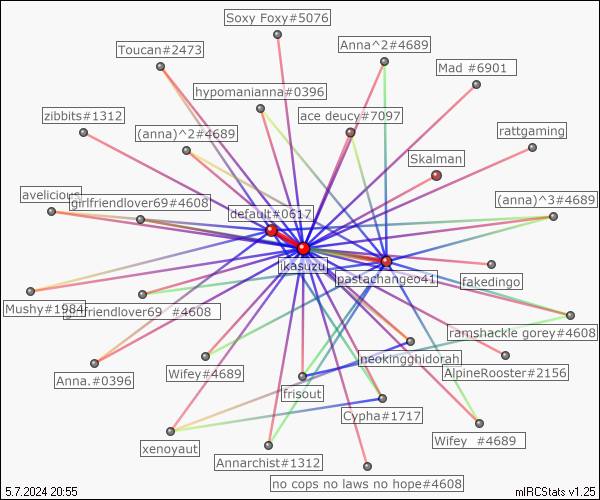 Soxy Foxy#5076
Toucan#2473
Anna^2#4689
Mad #6901
hypomanianna#0396
zibbits#1312
(anna)^2#4689
ace deucy#7097
rattgaming
Skalman
avelicious
girlfriendlover69#4608
(anna)^3#4689
default#0617
ikasuzu
pastachangeo41
fakedingo
Mushy#1984
friendlover69 #4608
ramshackle gorey#4608
neokingghidorah
Anna.#0396
Wifey#4689
AlpineRooster#2156
frisout
Cypha#1717
Wifey #4689
xenoyaut
Annarchist#1312
no cops no laws no hope#4608
5.7.2024 20:55
mIRCStats v1.25